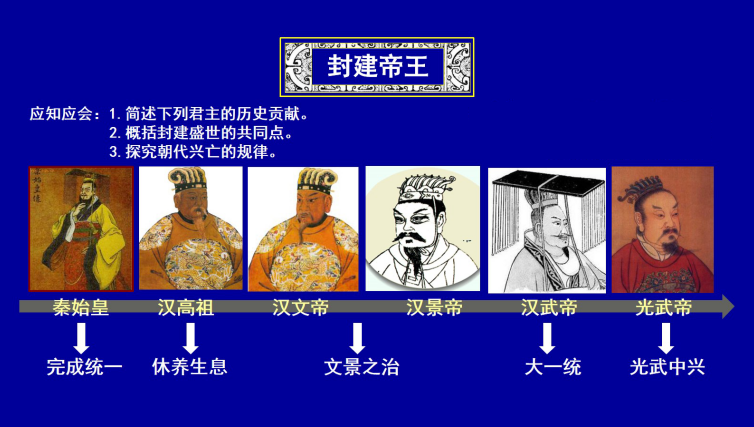 封建帝王
应知应会：1.简述下列君主的历史贡献。
2.概括封建盛世的共同点。
3.探究朝代兴亡的规律。
秦始皇 汉高祖 汉文帝 汉景帝 汉武帝 光武帝
完成统一 休养生息 文景之治 大一统 光武中兴